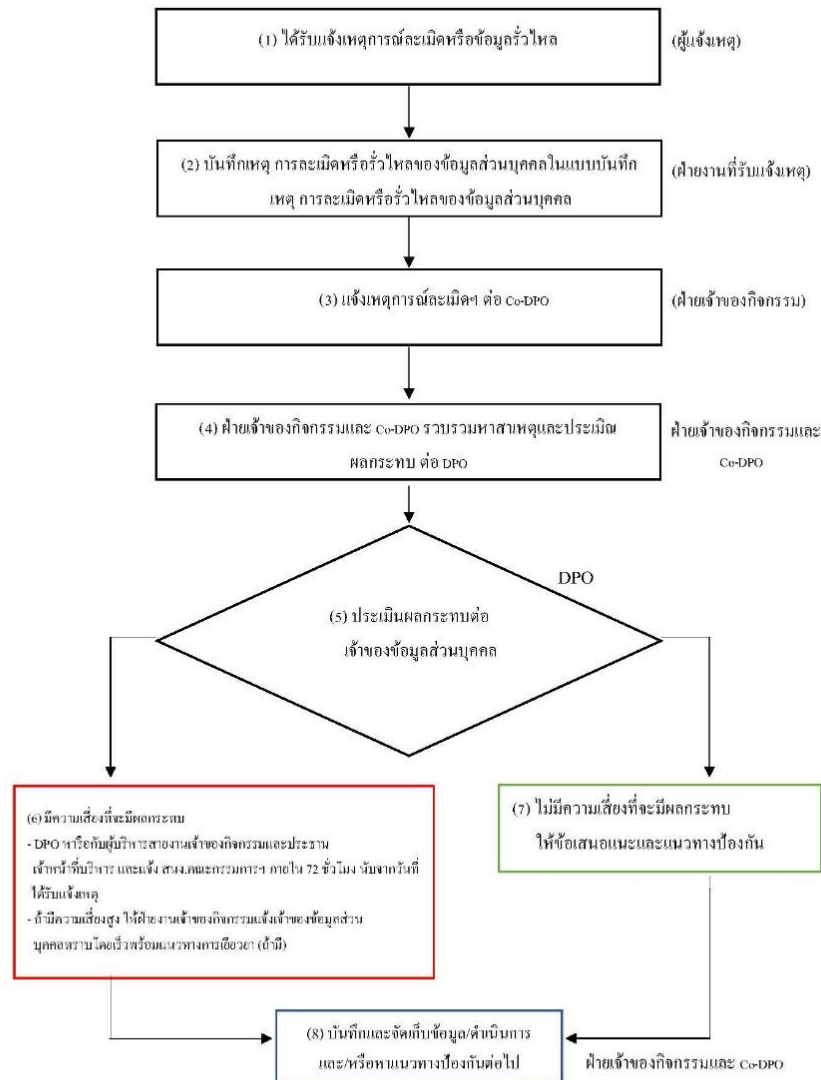 (1) ได้รับแจ้งเหตุการณ์ละเมิดหรือข้อมูลรั่วไหล
(ผู้แจ้งเหตุ)
(2) บันทึกเหตุ การละเมิดหรือรั่วไหลของข้อมูลส่วนบุคคลในแบบบันทึก
เหตุ การละเมิดหรือรั่วไหลของข้อมูลส่วนบุคคล
(ฝ่ายงานที่รับแจ้งเหตุ)
(3) แจ้งเหตุการณ์ละเมิดฯ ต่อ Co-DPO
(ฝ่ายเจ้าของกิจกรรม)
(4) ฝ่ายเจ้าของกิจกรรมและ Co-DPO รวบรวมหาสาเหตุและประเมิณ
ผลกระทบ ต่อ DPO
ฝ่ายเจ้าของกิจกรรมและ
Co-DPO
DPO
(5) ประเมินผลกระทบต่อ
เจ้าของข้อมูลส่วนบุคคล
(6) มีความเสี่ยงที่จะมีผลกระทบ
- DPO หารือกับผู้บริหารสายงานเจ้าของกิจกรรมและประธาน
เจ้าหน้าที่บริหาร และแจ้ง สนง.คณะกรรมการฯ ภายใน 72 ชั่วโมง นับจากวันที่
ได้รับแจ้งเหตุ
- ถ้ามีความเสี่ยงสูง ให้ฝ่ายงานเจ้าของกิจกรรมแจ้งเจ้าของข้อมูลส่วน
บุคคลทราบโดยเร็วพร้อมแนวทางการเยียวยา (ถ้ามี)
(7) ไม่มีความเสี่ยงที่จะมีผลกระทบ
ให้ข้อเสนอแนะและแนวทางป้องกัน
(8) บันทึกและจัดเก็บข้อมูล/ดำเนินการ
และ/หรือหาแนวทางป้องกันต่อไป
ฝ่ายเจ้าของกิจกรรมและ Co-DPO